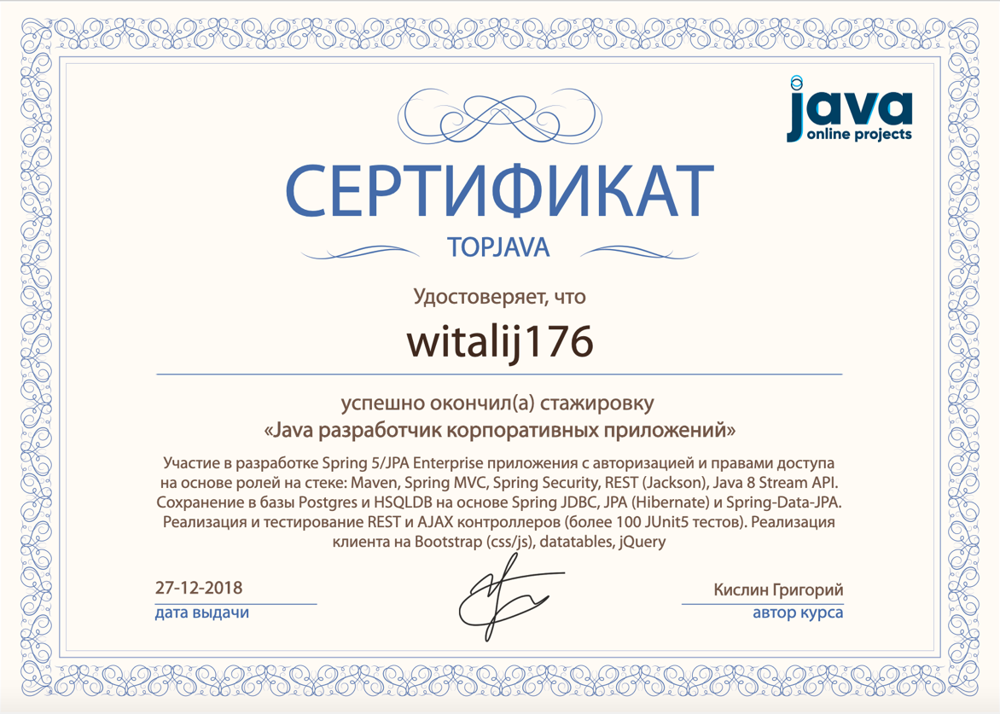 java
online projects
СЕРТИФИКАТ
TOPJAVA
Удостоверяет, что
witalij176
успешно окончил(а) стажировку
«Java разработчик корпоративных приложений»
Участие в разработке Spring 5/JPA Enterprise приложения с авторизацией и правами доступа
на основе ролей на стеке: Maven, Spring MVC, Spring Security, REST (Jackson), Java 8 Stream API.
Сохранение в базы Postgres и HSQLDB на основе Spring JDBC, JPA (Hibernate) и Spring-Data-JPA.
Реализация и тестирование REST и AJAX контроллеров (более 100 JUnit5 тестов). Реализация
клиента на Bootstrap (css/js), datatables, jQuery
27-12-2018
дата выдачи
Кислин Григорий
автор курса